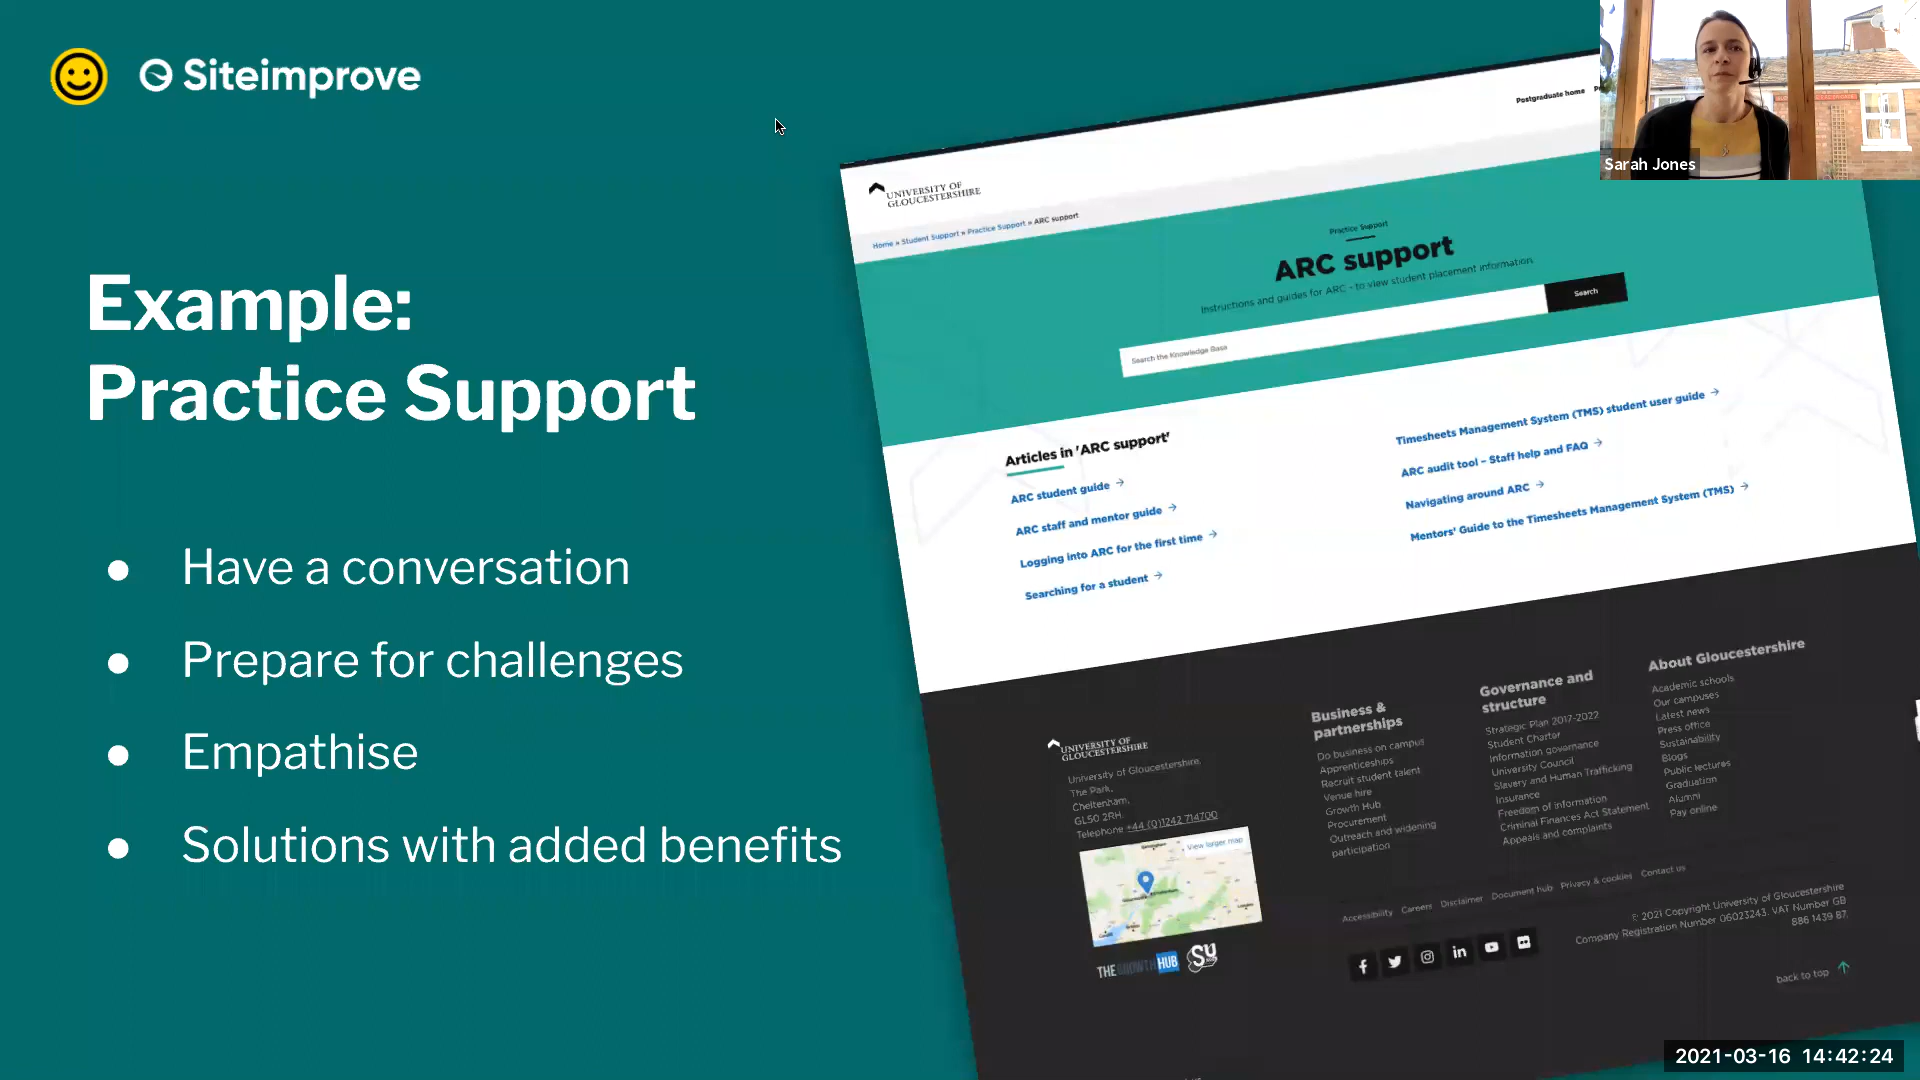 Siteimprove
Example:
Practice Support
Have a conversation
Prepare for challenges
Empathise
Solutions with added benefits
Postgraduate home
UNIVERSITY OF
GLOUCESTERSHIRE
Home » Student Support » Practice Support » ARC support
Practice Support
ARC support
Instructions and guides for ARC - to view student placement information.
Search the Knowledge Base
Search
Articles in 'ARC support'
ARC student guide →
ARC staff and mentor guide →
Logging into ARC for the first time →
Searching for a student →
Timesheets Management System (TMS) student user guide →
ARC audit tool – Staff help and FAQ →
Navigating around ARC →
Mentors' Guide to the Timesheets Management System (TMS) →
UNIVERSITY OF
GLOUCESTERSHIRE
University of Gloucestershire,
The Park,
Cheltenham,
GL50 2RH.
Telephone +44 (0)1242 714700
View larger map
THE GROWTH HUB
SU
Business &
partnerships
Do business on campus
Apprenticeships
Recruit student talent
Venue hire
Growth Hub
Procurement
Outreach and widening
participation
Governance and
structure
Strategic Plan 2017-2022
Student Charter
Information governance
University Council
Slavery and Human Trafficking
Insurance
Freedom of information
Criminal Finances Act Statement
Appeals and complaints
About Gloucestershire
Academic schools
Our campuses
Latest news
Press office
Sustainability
Blogs
Public lectures
Graduation
Alumni
Pay online
Accessibility Careers Disclaimer Document hub Privacy & cookies Contact us
© 2021 Copyright University of Gloucestershire
Company Registration Number 06023243. VAT Number GB
886 1439 87.
back to top
Sarah Jones
2021-03-16 14:42:24